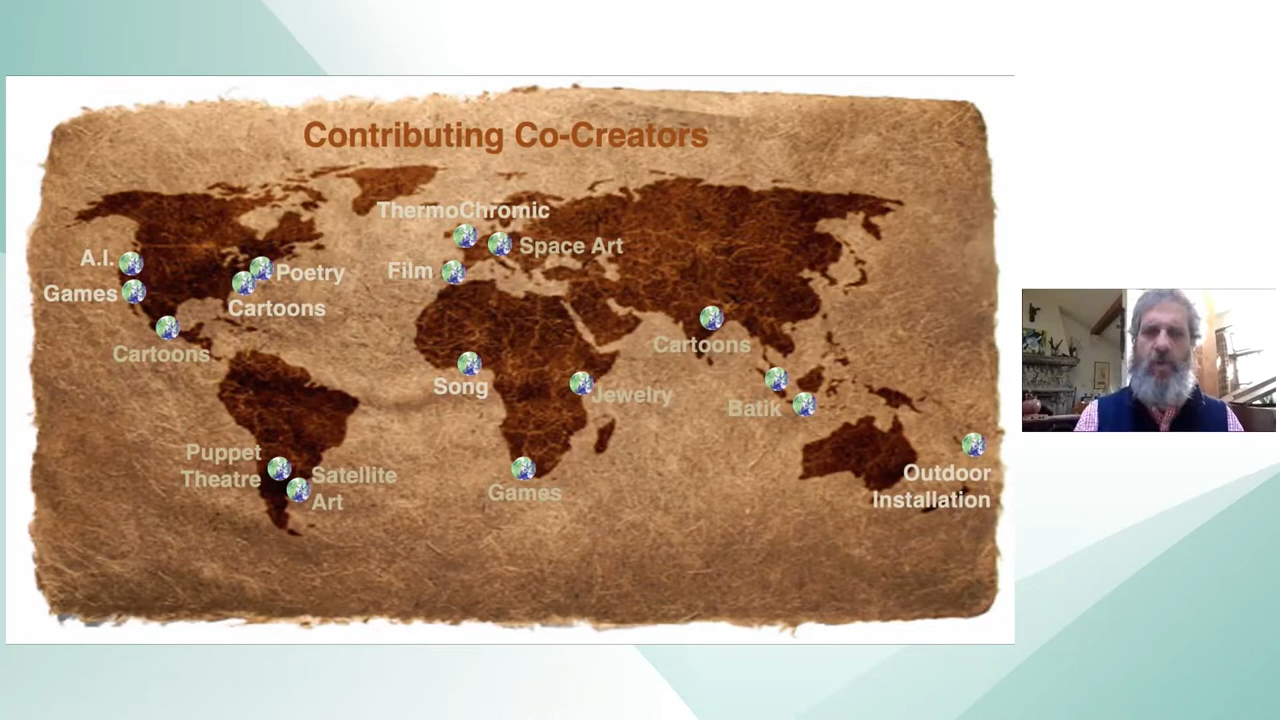 Contributing Co-Creators
ThermoChromic
Space Art
A.I.
Film
Poetry
Games
Cartoons
Cartoons
Cartoons
Song
Jewelry
Batik
Puppet
Theatre
Satellite
Art
Games
Outdoor
Installation